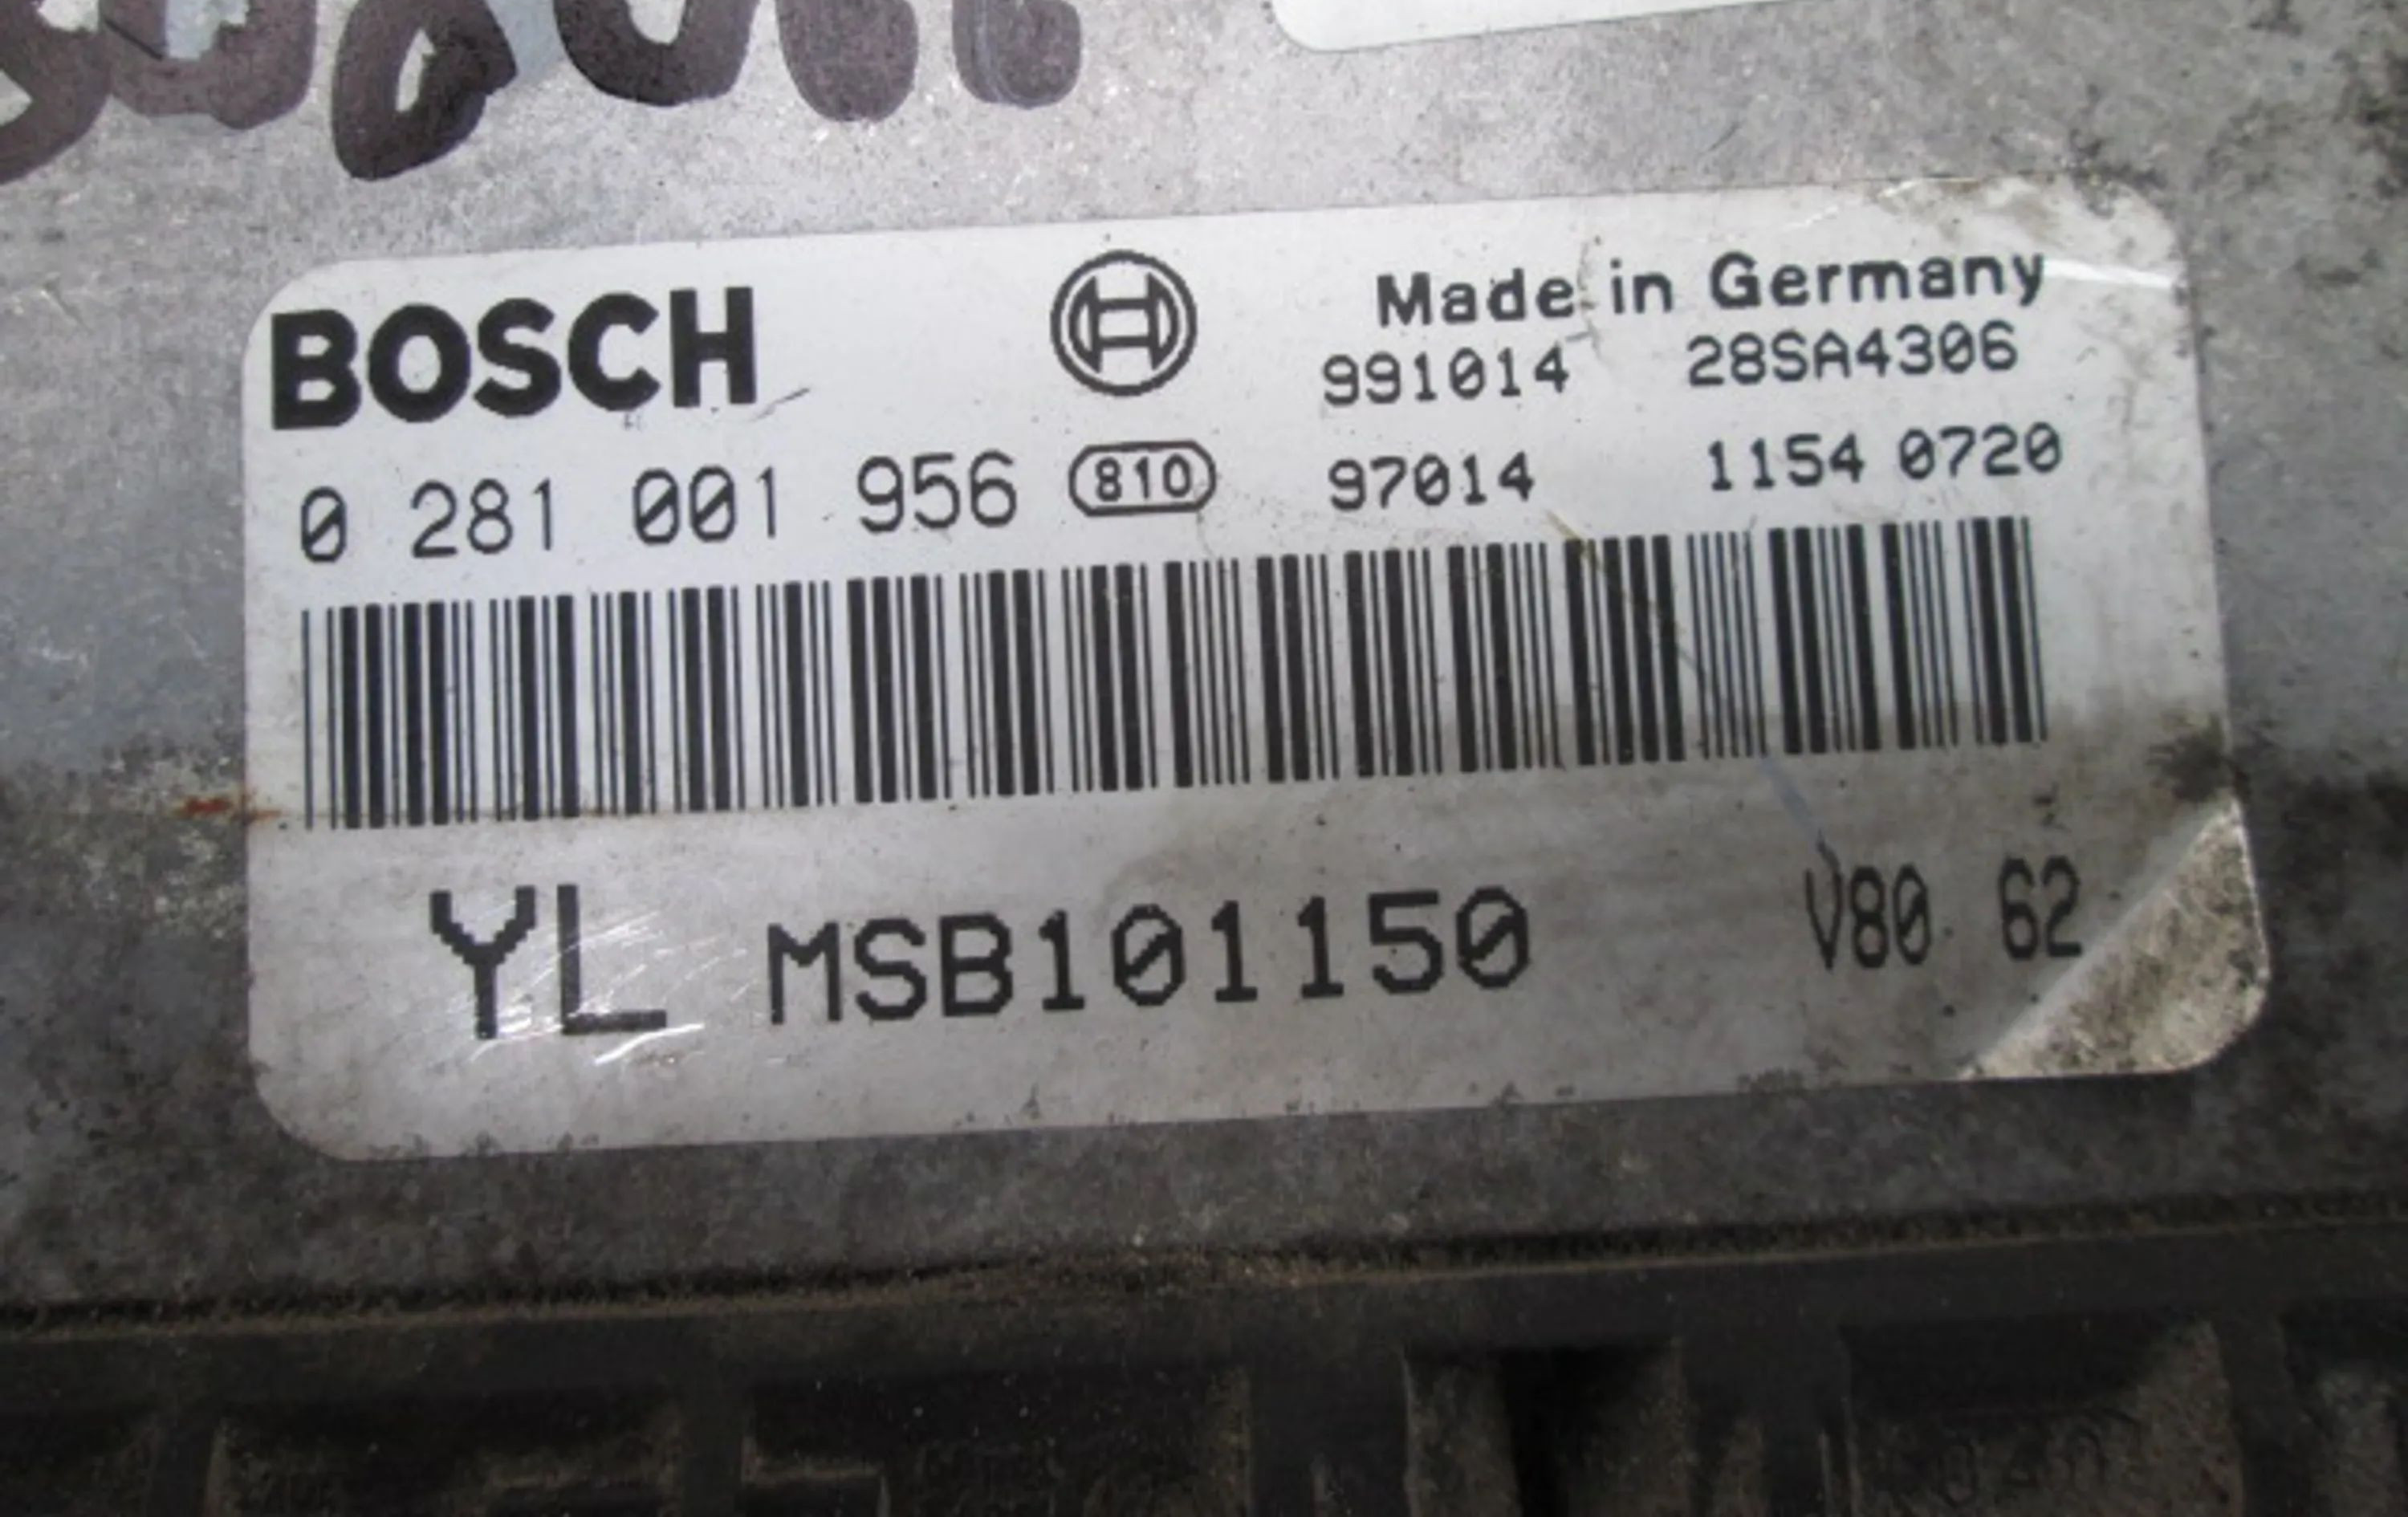 BOSCH Made in Germany
991014 28SA4306
0 281 001 956 810 97014 1154 0720
YL MSB101150 V80 62